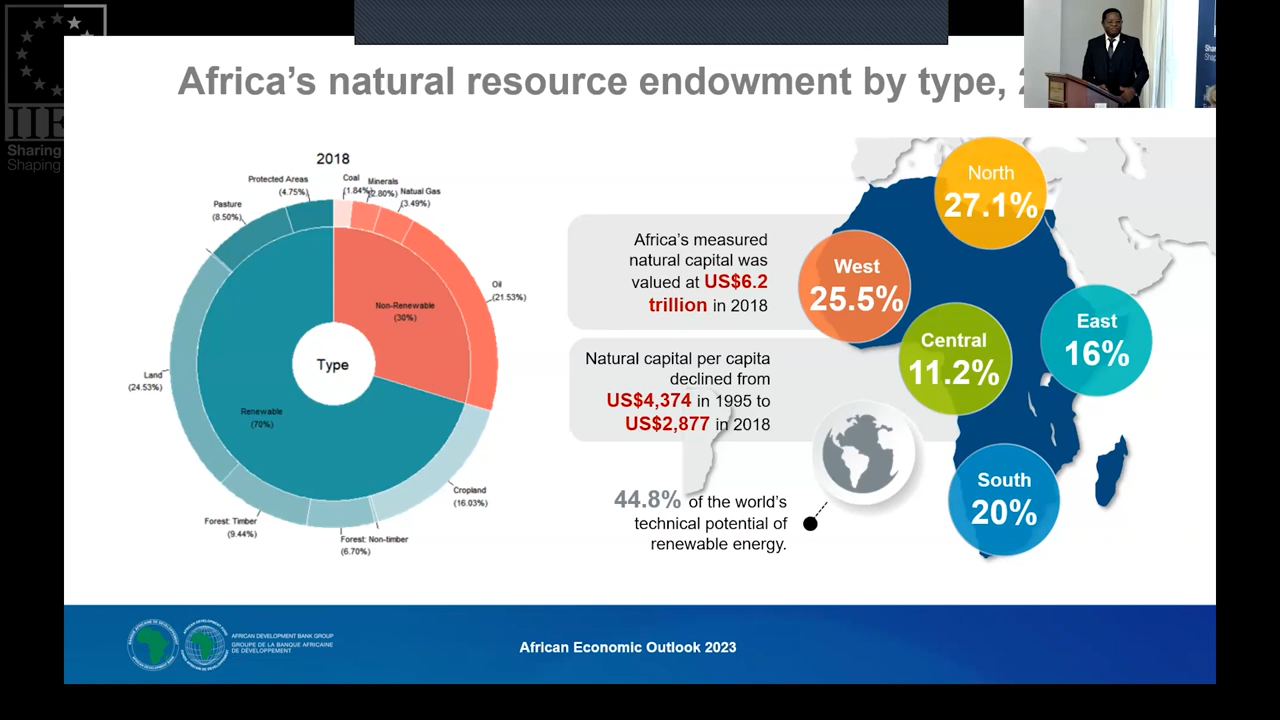 IIE
Sharing
Shaping
Africa's natural resource endowment by type,
2018
Protected Areas
(4.75%)
Coal
(1.84%)
Minerals
(2.80%)
Natual Gas
(3.49%)
Pasture
(8.50%)
Oil
(21.53%)
Non-Renewable
(30%)
Type
Land
(24.53%)
Renewable
(70%)
Cropland
(16.03%)
Forest: Timber
(9.44%)
Forest: Non-timber
(6.70%)
Africa's measured
natural capital was
valued at US$6.2
trillion in 2018
Natural capital per capita
declined from
US$4,374 in 1995 to
US$2,877 in 2018
44.8% of the world's
technical potential of
renewable energy.
North
27.1%
West
25.5%
Central
11.2%
East
16%
South
20%
AFRICAN DEVELOPMENT BANK GROUP
GROUPE DE LA BANQUE AFRICAINE
DE DÉVELOPPEMENT
African Economic Outlook 2023